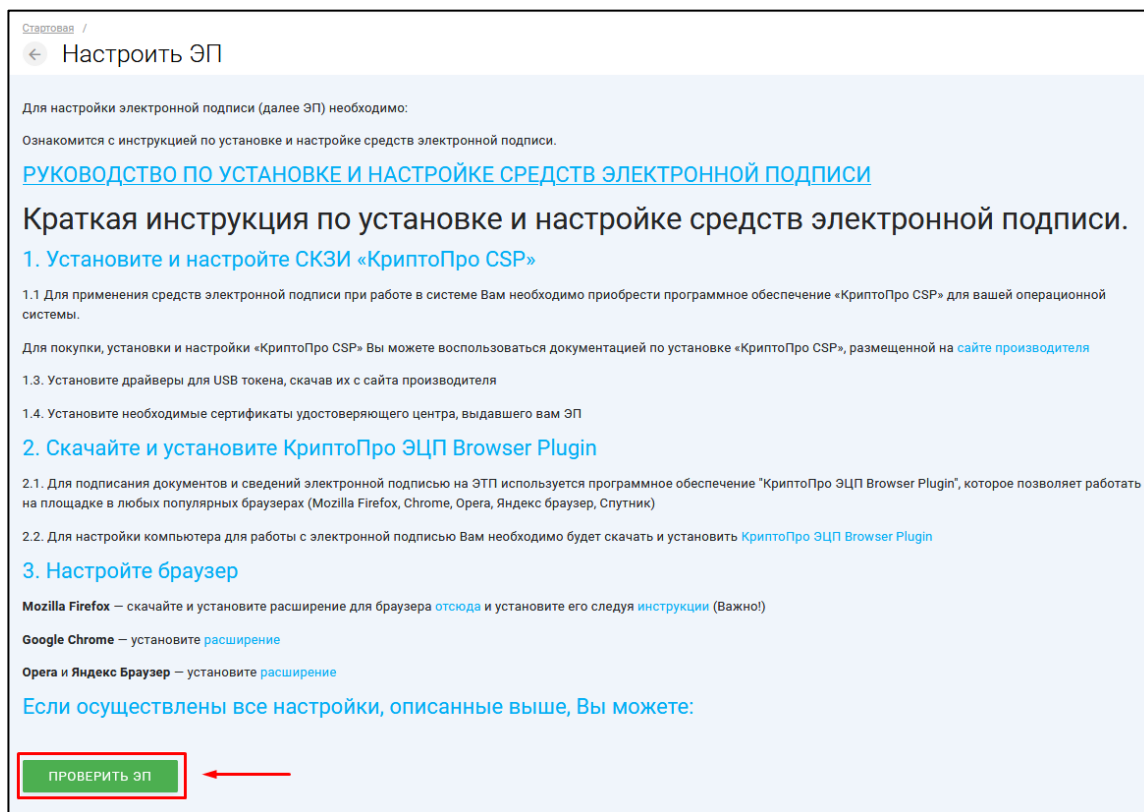 Стартовая /
← Настроить ЭП
Для настройки электронной подписи (далее ЭП) необходимо:
Ознакомится с инструкцией по установке и настройке средств электронной подписи.
РУКОВОДСТВО ПО УСТАНОВКЕ И НАСТРОЙКЕ СРЕДСТВ ЭЛЕКТРОННОЙ ПОДПИСИ
Краткая инструкция по установке и настройке средств электронной подписи.
1. Установите и настройте СКЗИ «КриптоПро CSP»
1.1 Для применения средств электронной подписи при работе в системе Вам необходимо приобрести программное обеспечение «КриптоПро CSP» для вашей операционной
системы.
Для покупки, установки и настройки «КриптоПро CSP» Вы можете воспользоваться документацией по установке «КриптоПро CSP», размещенной на сайте производителя
1.3. Установите драйверы для USB токена, скачав их с сайта производителя
1.4. Установите необходимые сертификаты удостоверяющего центра, выдавшего вам ЭП
2. Скачайте и установите КриптоПро ЭЦП Browser Plugin
2.1. Для подписания документов и сведений электронной подписью на ЭТП используется программное обеспечение "КриптоПро ЭЦП Browser Plugin", которое позволяет работать
на площадке в любых популярных браузерах (Mozilla Firefox, Chrome, Opera, Яндекс браузер, Спутник)
2.2. Для настройки компьютера для работы с электронной подписью Вам необходимо будет скачать и установить КриптоПро ЭЦП Browser Plugin
3. Настройте браузер
Mozilla Firefox — скачайте и установите расширение для браузера отсюда и установите его следуя инструкции (Важно!)
Google Chrome — установите расширение
Opera и Яндекс Браузер — установите расширение
Если осуществлены все настройки, описанные выше, Вы можете:
ПРОВЕРИТЬ ЭП